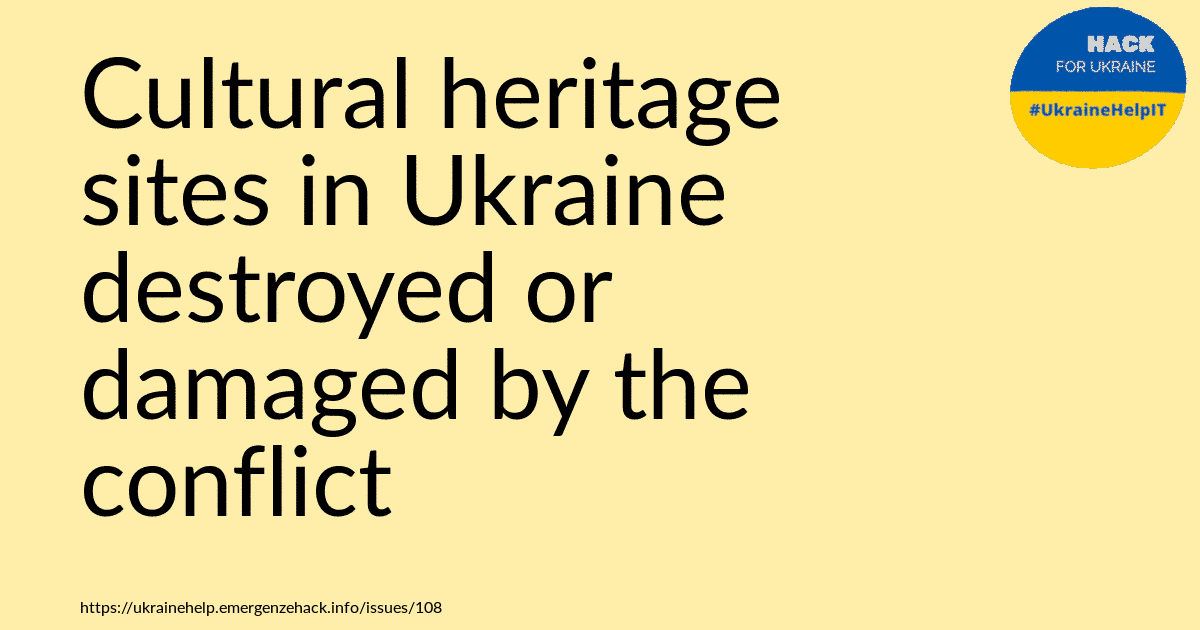 HACK
FOR UKRAINE
#UkraineHelpIT
Cultural heritage
sites in Ukraine
destroyed or
damaged by the
conflict
https://ukrainehelp.emergenzehack.info/issues/108